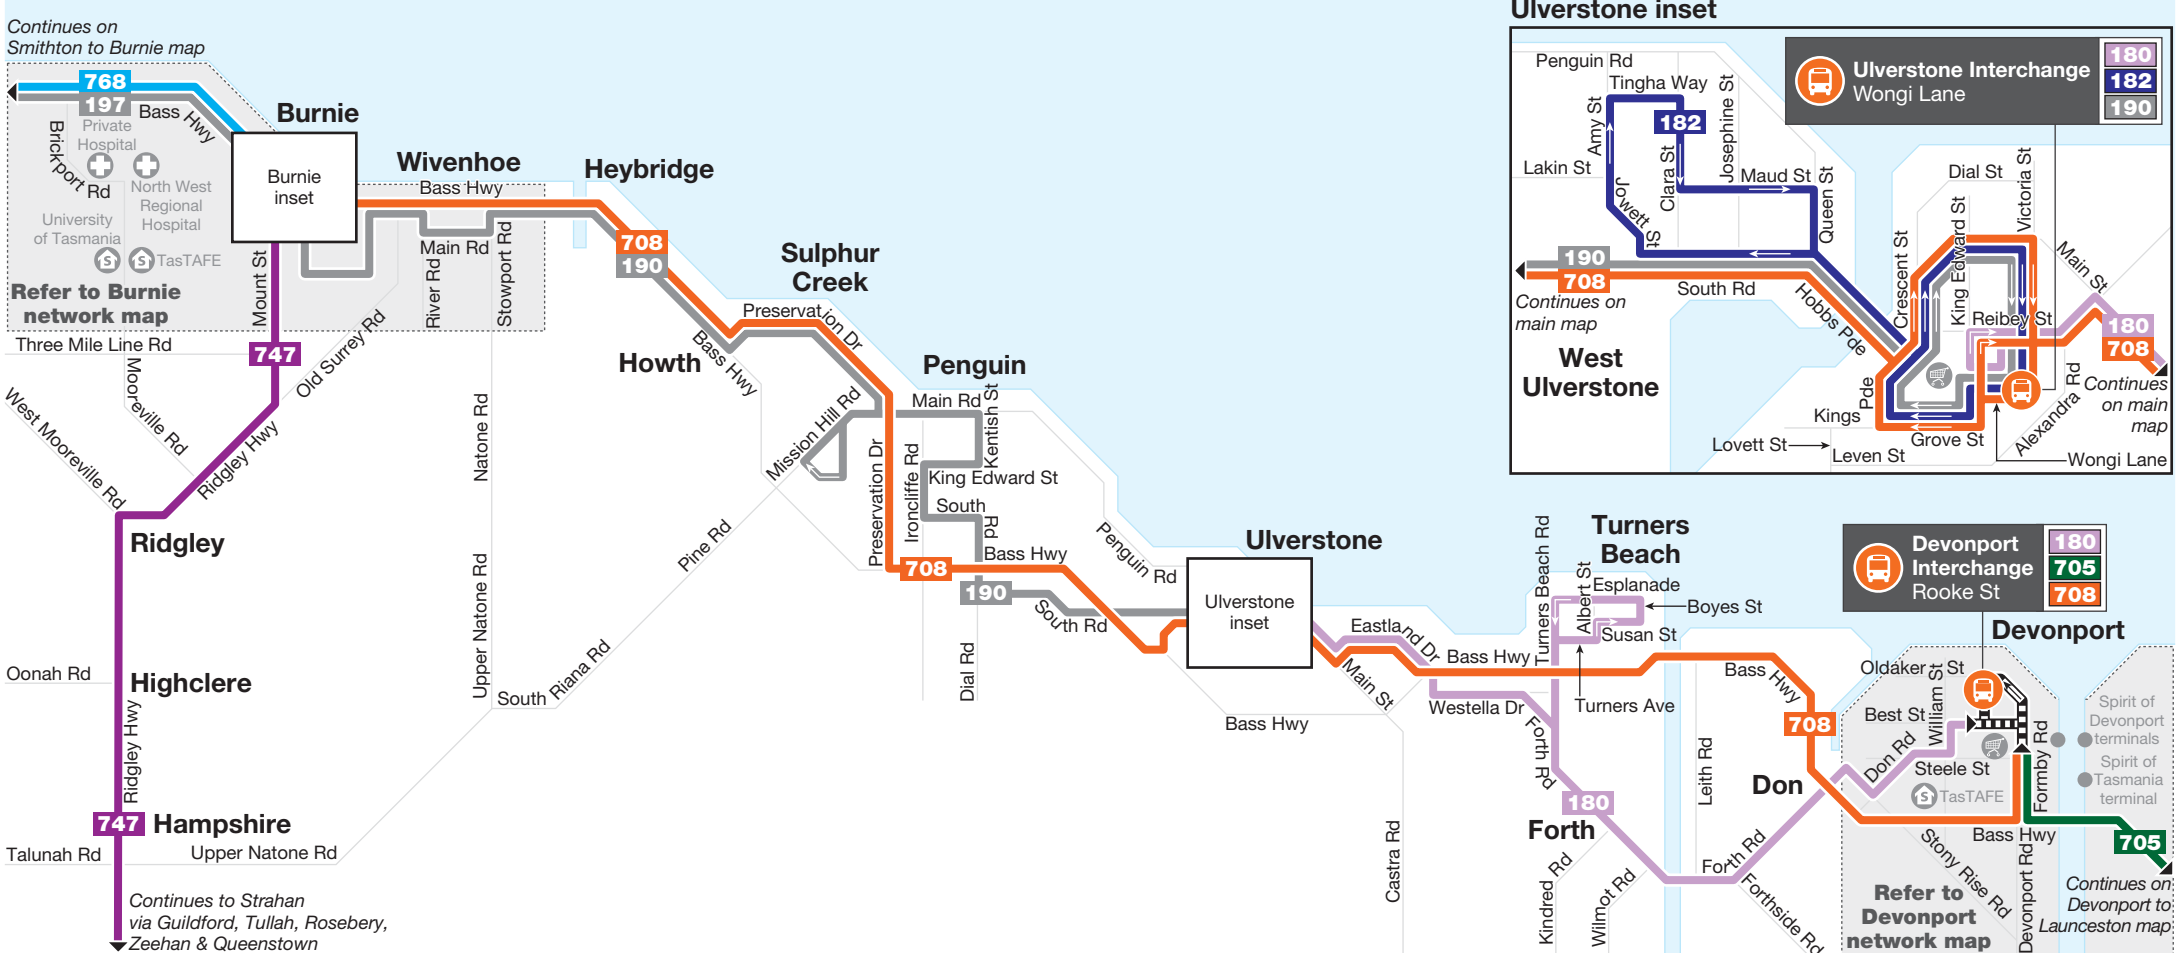 Continues on
Smithton to Burnie map
768
197
Bass Hwy
Private
Hospital
Brickport Rd
North West
Regional
Hospital
University
of Tasmania
S
S
TasTAFE
Refer to Burnie
network map
Three Mile Line Rd
Burnie
Burnie
inset
Mount St
747
Wivenhoe
Bass Hwy
Main Rd
River Rd
Stowport Rd
Old Surrey Rd
Mooreville Rd
West Mooreville Rd
Ridgley Hwy
Ridgley
Oonah Rd
Highclere
Ridgley Hwy
747
Hampshire
Talunah Rd
Upper Natone Rd
Continues to Strahan
via Guildford, Tullah, Rosebery,
Zeehan & Queenstown
Natone Rd
Upper Natone Rd
South Riana Rd
Pine Rd
Heybridge
708
190
Sulphur
Creek
Preservation Dr
Howth
Bass Hwy
Penguin
Main Rd
Kentish St
Mission Hill Rd
Preservation Dr
Ironcliffe Rd
King Edward St
South Rd
708
Bass Hwy
190
South Rd
Dial Rd
Penguin Rd
Ulverstone
Ulverstone
inset
Eastland Dr
Main St
Bass Hwy
Bass Hwy
Westella Dr
Castra Rd
Turners Beach Rd
Turners
Beach
Albert St
Esplanade
Boyes St
Susan St
Turners Ave
Forth Rd
180
Forth
Kindred Rd
Wilmot Rd
Leith Rd
Forth Rd
Forthside Rd
Bass Hwy
708
Don
Devonport
Interchange
Rooke St
180
705
708
Devonport
Oldaker St
William St
Best St
Don Rd
Steele St
S
TasTAFE
Formby Rd
Bass Hwy
Stony Rise Rd
Devonport Rd
Refer to
Devonport
network map
Spirit of
Devonport
terminals
Spirit of
Tasmania
terminal
705
Continues on
Devonport to
Launceston map
Ulverstone inset
Penguin Rd
Tingha Way
Amy St
182
Josephine St
Lakin St
Clara St
Maud St
Queen St
Jowett St
190
708
South Rd
Continues on
main map
Hobbs Pde
West
Ulverstone
Ulverstone Interchange
Wongi Lane
180
182
190
Dial St
Victoria St
King Edward St
Crescent St
Main St
Reibey St
180
708
Continues
on main
map
Alexandra Rd
Kings Pde
Grove St
Lovett St
Leven St
Wongi Lane